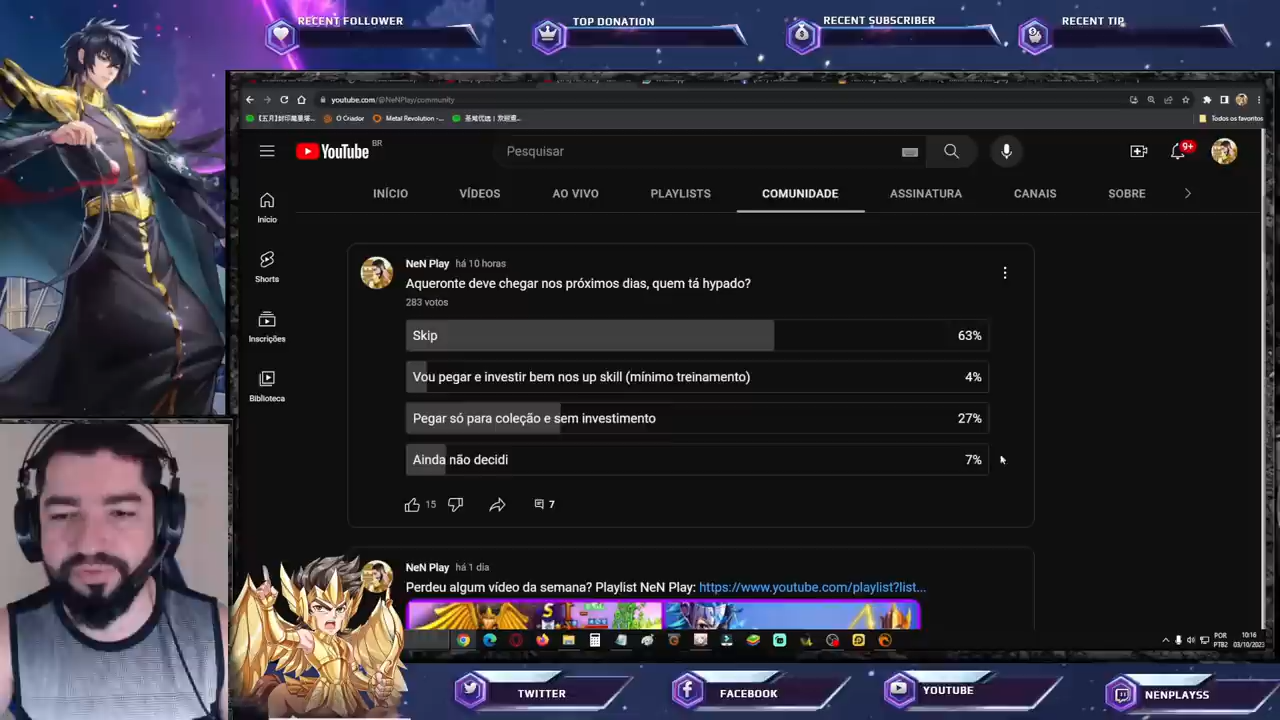 RECENT FOLLOWER
TOP DONATION
RECENT SUBSCRIBER
RECENT TIP
youtube.com/@NeNPlay/community
O Criador
Metal Revolution -...
Todos os favoritos
YouTube BR
Pesquisar
9+
INÍCIO
VÍDEOS
AO VIVO
PLAYLISTS
COMUNIDADE
ASSINATURA
CANAIS
SOBRE
Início
Shorts
Inscrições
Biblioteca
NeN Play há 10 horas
Aqueronte deve chegar nos próximos dias, quem tá hypado?
283 votos
Skip 63%
Vou pegar e investir bem nos up skill (mínimo treinamento) 4%
Pegar só para coleção e sem investimento 27%
Ainda não decidi 7%
15
7
NeN Play há 1 dia
Perdeu algum vídeo da semana? Playlist NeN Play: https://www.youtube.com/playlist?list...
POR
PTB2
10:16
03/10/2023
TWITTER
FACEBOOK
YOUTUBE
NENPLAYSS